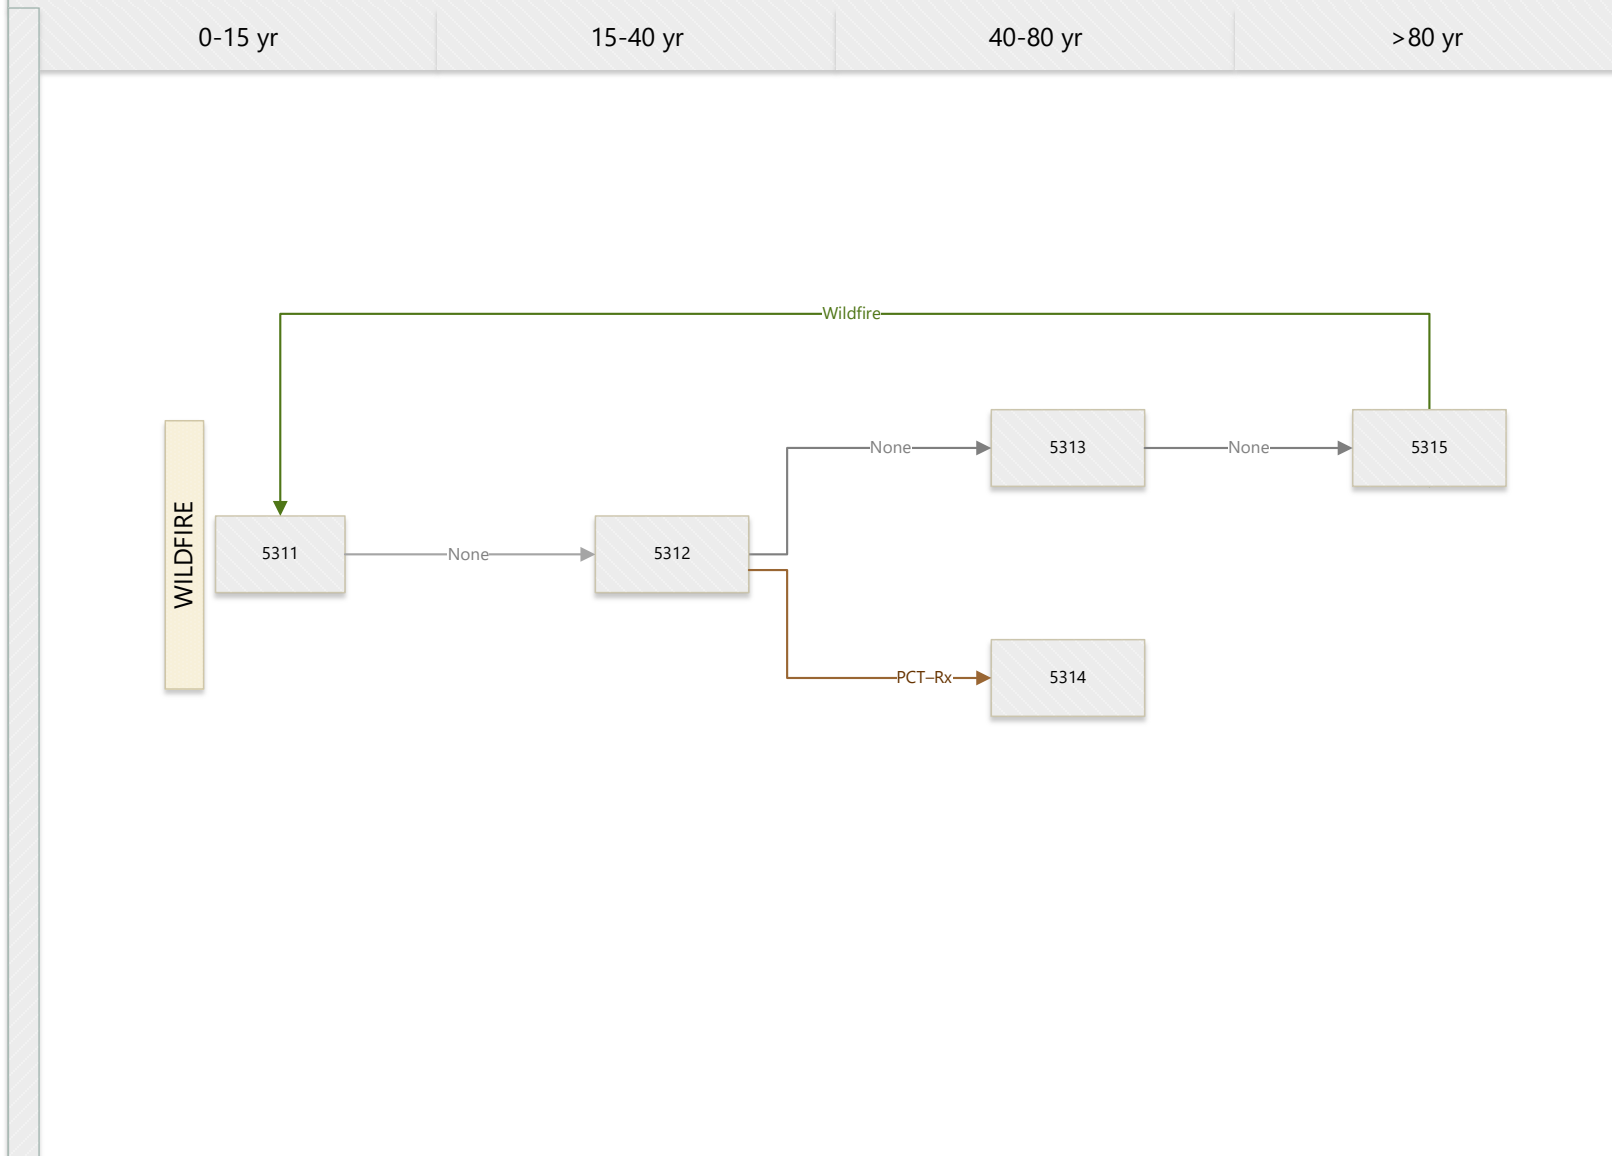 0-15 yr
15-40 yr
40-80 yr
>80 yr
Wildfire
None
5313
None
5315
WILDFIRE
5311
None
5312
PCT–Rx
5314